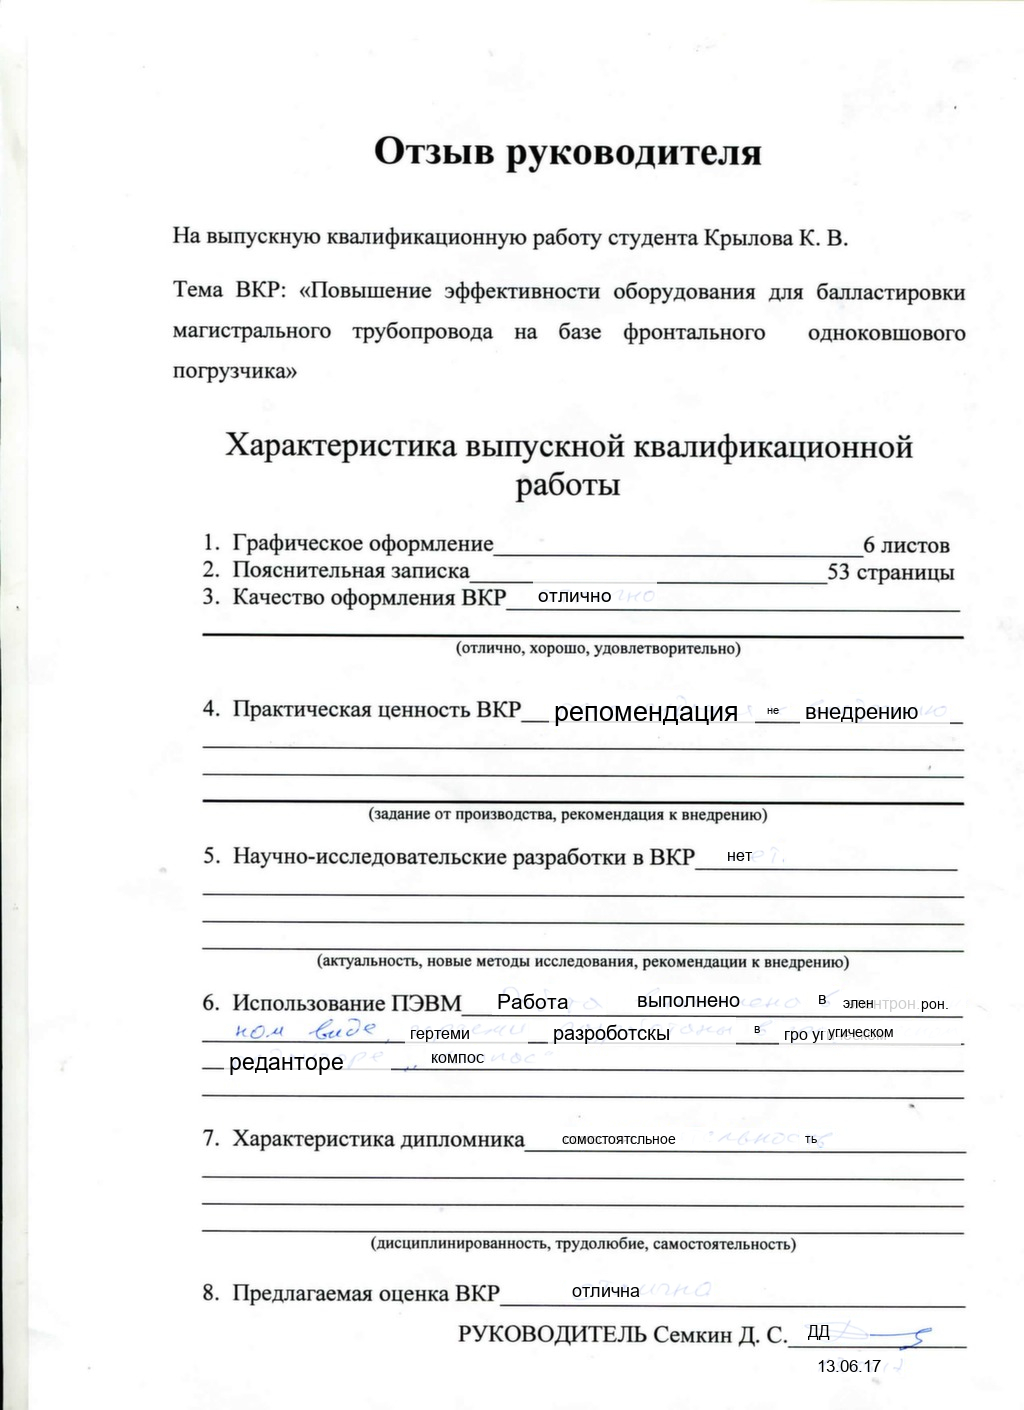 Отзыв руководителя
На выпускную квалификационную работу студента Крылова К. В.
Тема ВКР: «Повышение эффективности оборудования для балластировки
магистрального трубопровода на базе фронтального одноковшового
погрузчика»
Характеристика выпускной квалификационной
работы
1. Графическое оформление 6 листов
2. Пояснительная записка 53 страницы
3. Качество оформления ВКР отлично
(отлично, хорошо, удовлетворительно)
4. Практическая ценность ВКР репомендация не внедрению
(задание от производства, рекомендация к внедрению)
5. Научно-исследовательские разработки в ВКР нет
(актуальность, новые методы исследования, рекомендации к внедрению)
6. Использование ПЭВМ Работа выполнено в элен рон.
ном виде, гертеми разроботскы в гро угическом
реданторе компос
7. Характеристика дипломника сомостоятсльное ть
(дисциплинированность, трудолюбие, самостоятельность)
8. Предлагаемая оценка ВКР отлична
РУКОВОДИТЕЛЬ Семкин Д. С. ДД
13.06.17